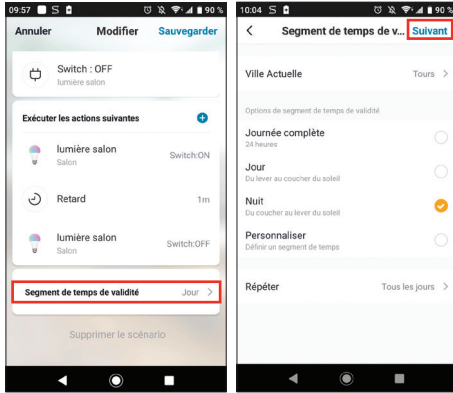 09:57 S 90 %
Annuler Modifier Sauvegarder
Switch : OFF
lumière salon
Exécuter les actions suivantes
lumière salon
Salon
Switch:ON
Retard 1m
lumière salon
Salon
Switch:OFF
Segment de temps de validité Jour >
Supprimer le scénario
10:04 S 90 %
< Segment de temps de v... Suivant
Ville Actuelle Tours >
Options de segment de temps de validité
Journée complète
24 heures
Jour
Du lever au coucher du soleil
Nuit
Du coucher au lever du soleil
Personnaliser
Définir un segment de temps
Répéter Tous les jours >